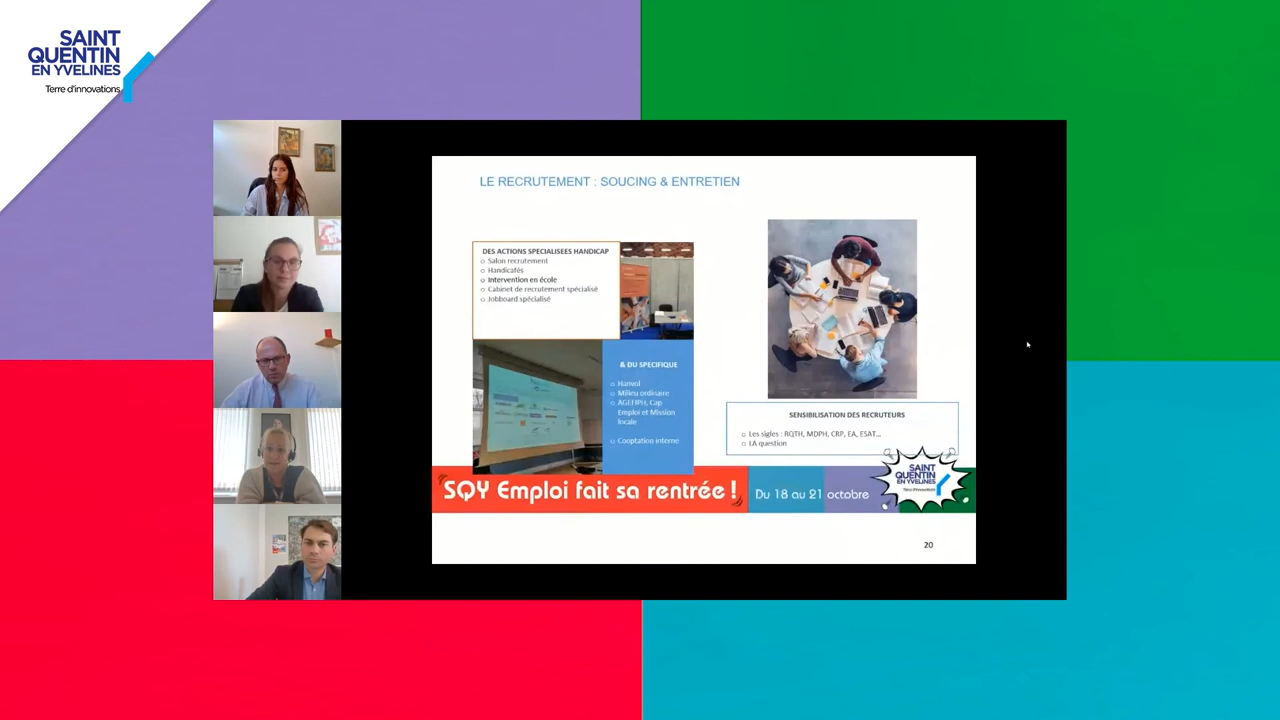 SAINT
QUENTIN
EN YVELINES
Terre d'innovations
LE RECRUTEMENT : SOUCING & ENTRETIEN
DES ACTIONS SPECIALISEES HANDICAP
o Salon recrutement
o Handicafés
o Intervention en école
o Cabinet de recrutement spécialisé
o Jobboard spécialisé
& DU SPECIFIQUE
o Hanvol
o Milieu ordinaire
o AGEFIPH, Cap
Emploi et Mission
locale
o Cooptation interne
SENSIBILISATION DES RECRUTEURS
o Les sigles : RQTH, MDPH, CRP, EA, ESAT...
o LA question
SQY Emploi fait sa rentrée !
Du 18 au 21 octobre
SAINT
QUENTIN
EN YVELINES
Terre d'innovations
20